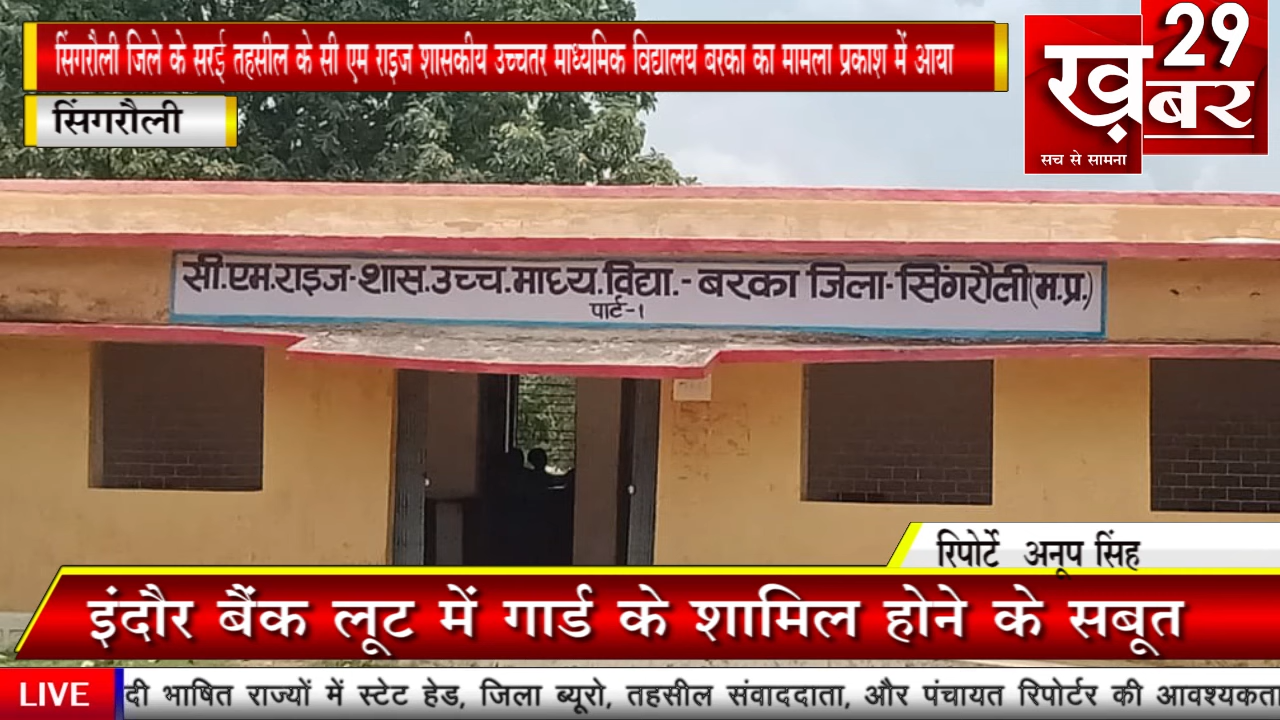 सिंगरौली जिले के सरई तहसील के सी एम राइज शासकीय उच्चतर माध्यमिक विद्यालय बरका का मामला प्रकाश में आया
29
ख़बर
सच से सामना
सिंगरौली
सी.एम.राइज-शास.उच्च.माध्य.विद्या.- बरका जिला-सिंगरौली(म.प्र.)
पार्ट-1
रिपोर्टे अनूप सिंह
इंदौर बैंक लूट में गार्ड के शामिल होने के सबूत
LIVE
दी भाषित राज्यों में स्टेट हेड, जिला ब्यूरो, तहसील संवाददाता, और पंचायत रिपोर्टर की आवश्यकता